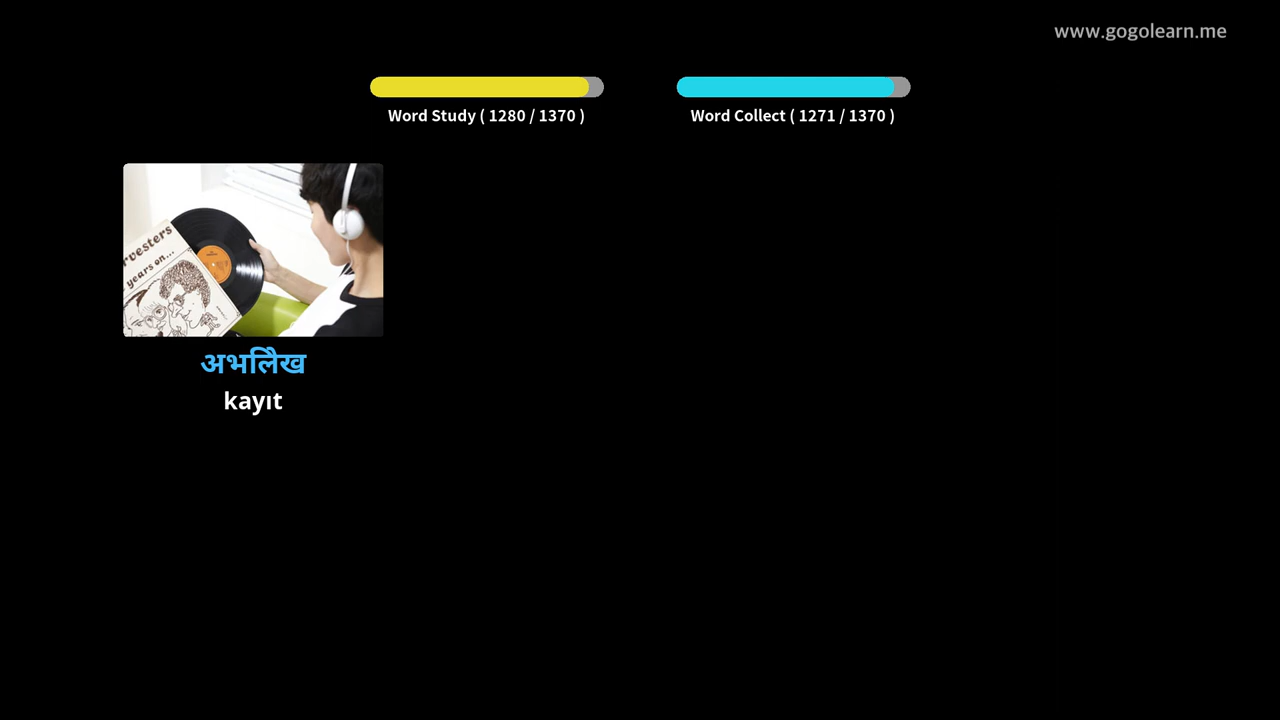 www.gogolearn.me
Word Study ( 1280 / 1370 )
Word Collect ( 1271 / 1370 )
rvesters
years on...
अभिलेख
kayıt